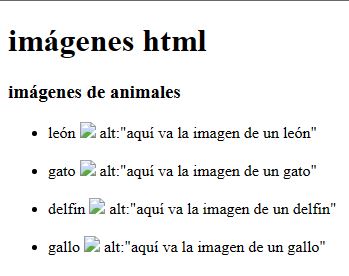 imágenes html
imágenes de animales
león alt:"aquí va la imagen de un león"
gato alt:"aquí va la imagen de un gato"
delfín alt:"aquí va la imagen de un delfín"
gallo alt:"aquí va la imagen de un gallo"